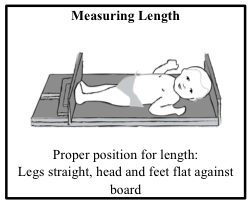 Measuring Length
Proper position for length:
Legs straight, head and feet flat against
board